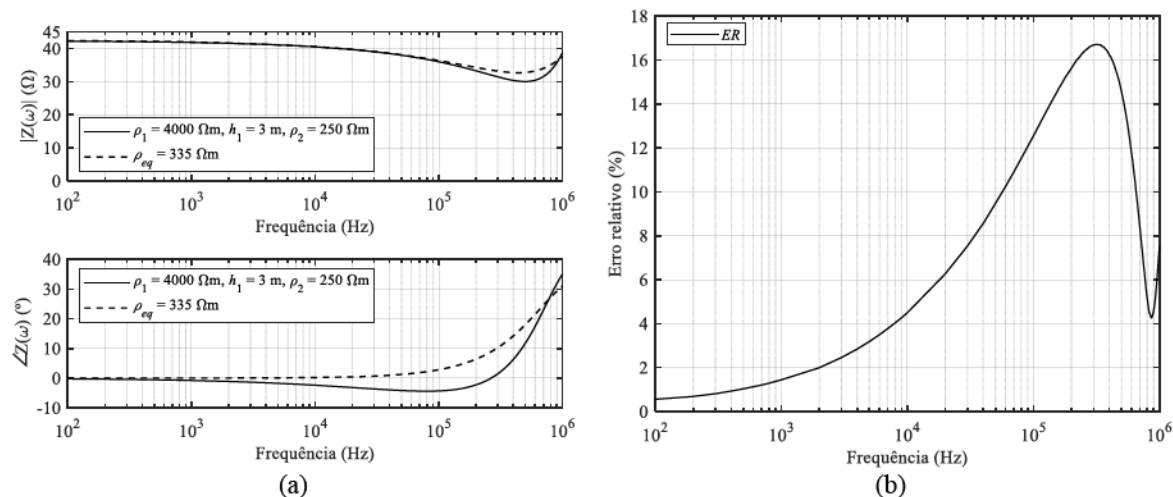 45
40
30
20
10
0
|Z(ω)| (Ω)
ρ1 = 4000 Ωm, h1 = 3 m, ρ2 = 250 Ωm
ρeq = 335 Ωm
10^2
10^3
10^4
10^5
10^6
Frequência (Hz)
40
30
20
10
0
-10
∠Z(ω) (º)
ρ1 = 4000 Ωm, h1 = 3 m, ρ2 = 250 Ωm
ρeq = 335 Ωm
10^2
10^3
10^4
10^5
10^6
Frequência (Hz)
(a)
18
16
14
12
10
8
6
4
2
0
Erro relativo (%)
ER
10^2
10^3
10^4
10^5
10^6
Frequência (Hz)
(b)